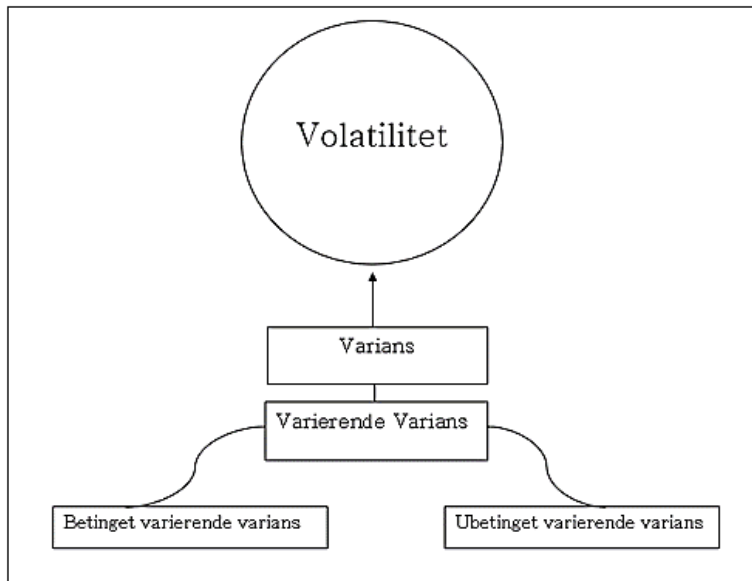 Volatilitet
Varians
Varierende Varians
Betinget varierende varians
Ubetinget varierende varians